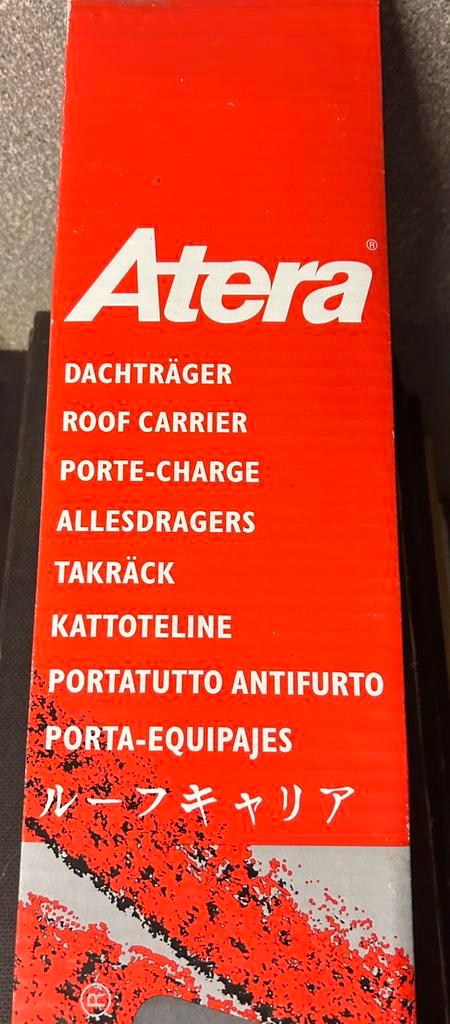 Atera®
DACHTRÄGER
ROOF CARRIER
PORTE-CHARGE
ALLESDRAGERS
TAKRÄCK
KATTOTELINE
PORTATUTTO ANTIFURTO
PORTA-EQUIPAJES
ルーフキャリア
®